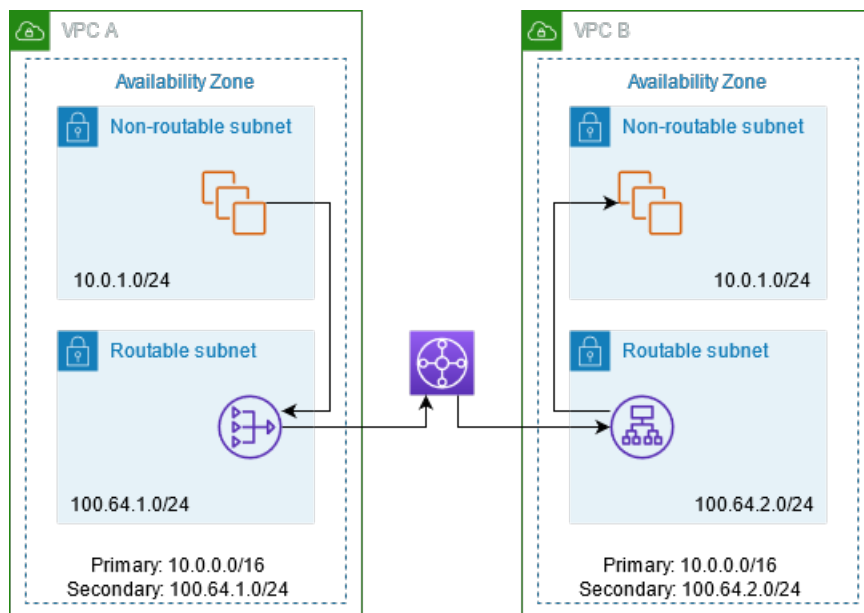 VPC A
Availability Zone
Non-routable subnet
10.0.1.0/24
Routable subnet
100.64.1.0/24
Primary: 10.0.0.0/16
Secondary: 100.64.1.0/24
VPC B
Availability Zone
Non-routable subnet
10.0.1.0/24
Routable subnet
100.64.2.0/24
Primary: 10.0.0.0/16
Secondary: 100.64.2.0/24